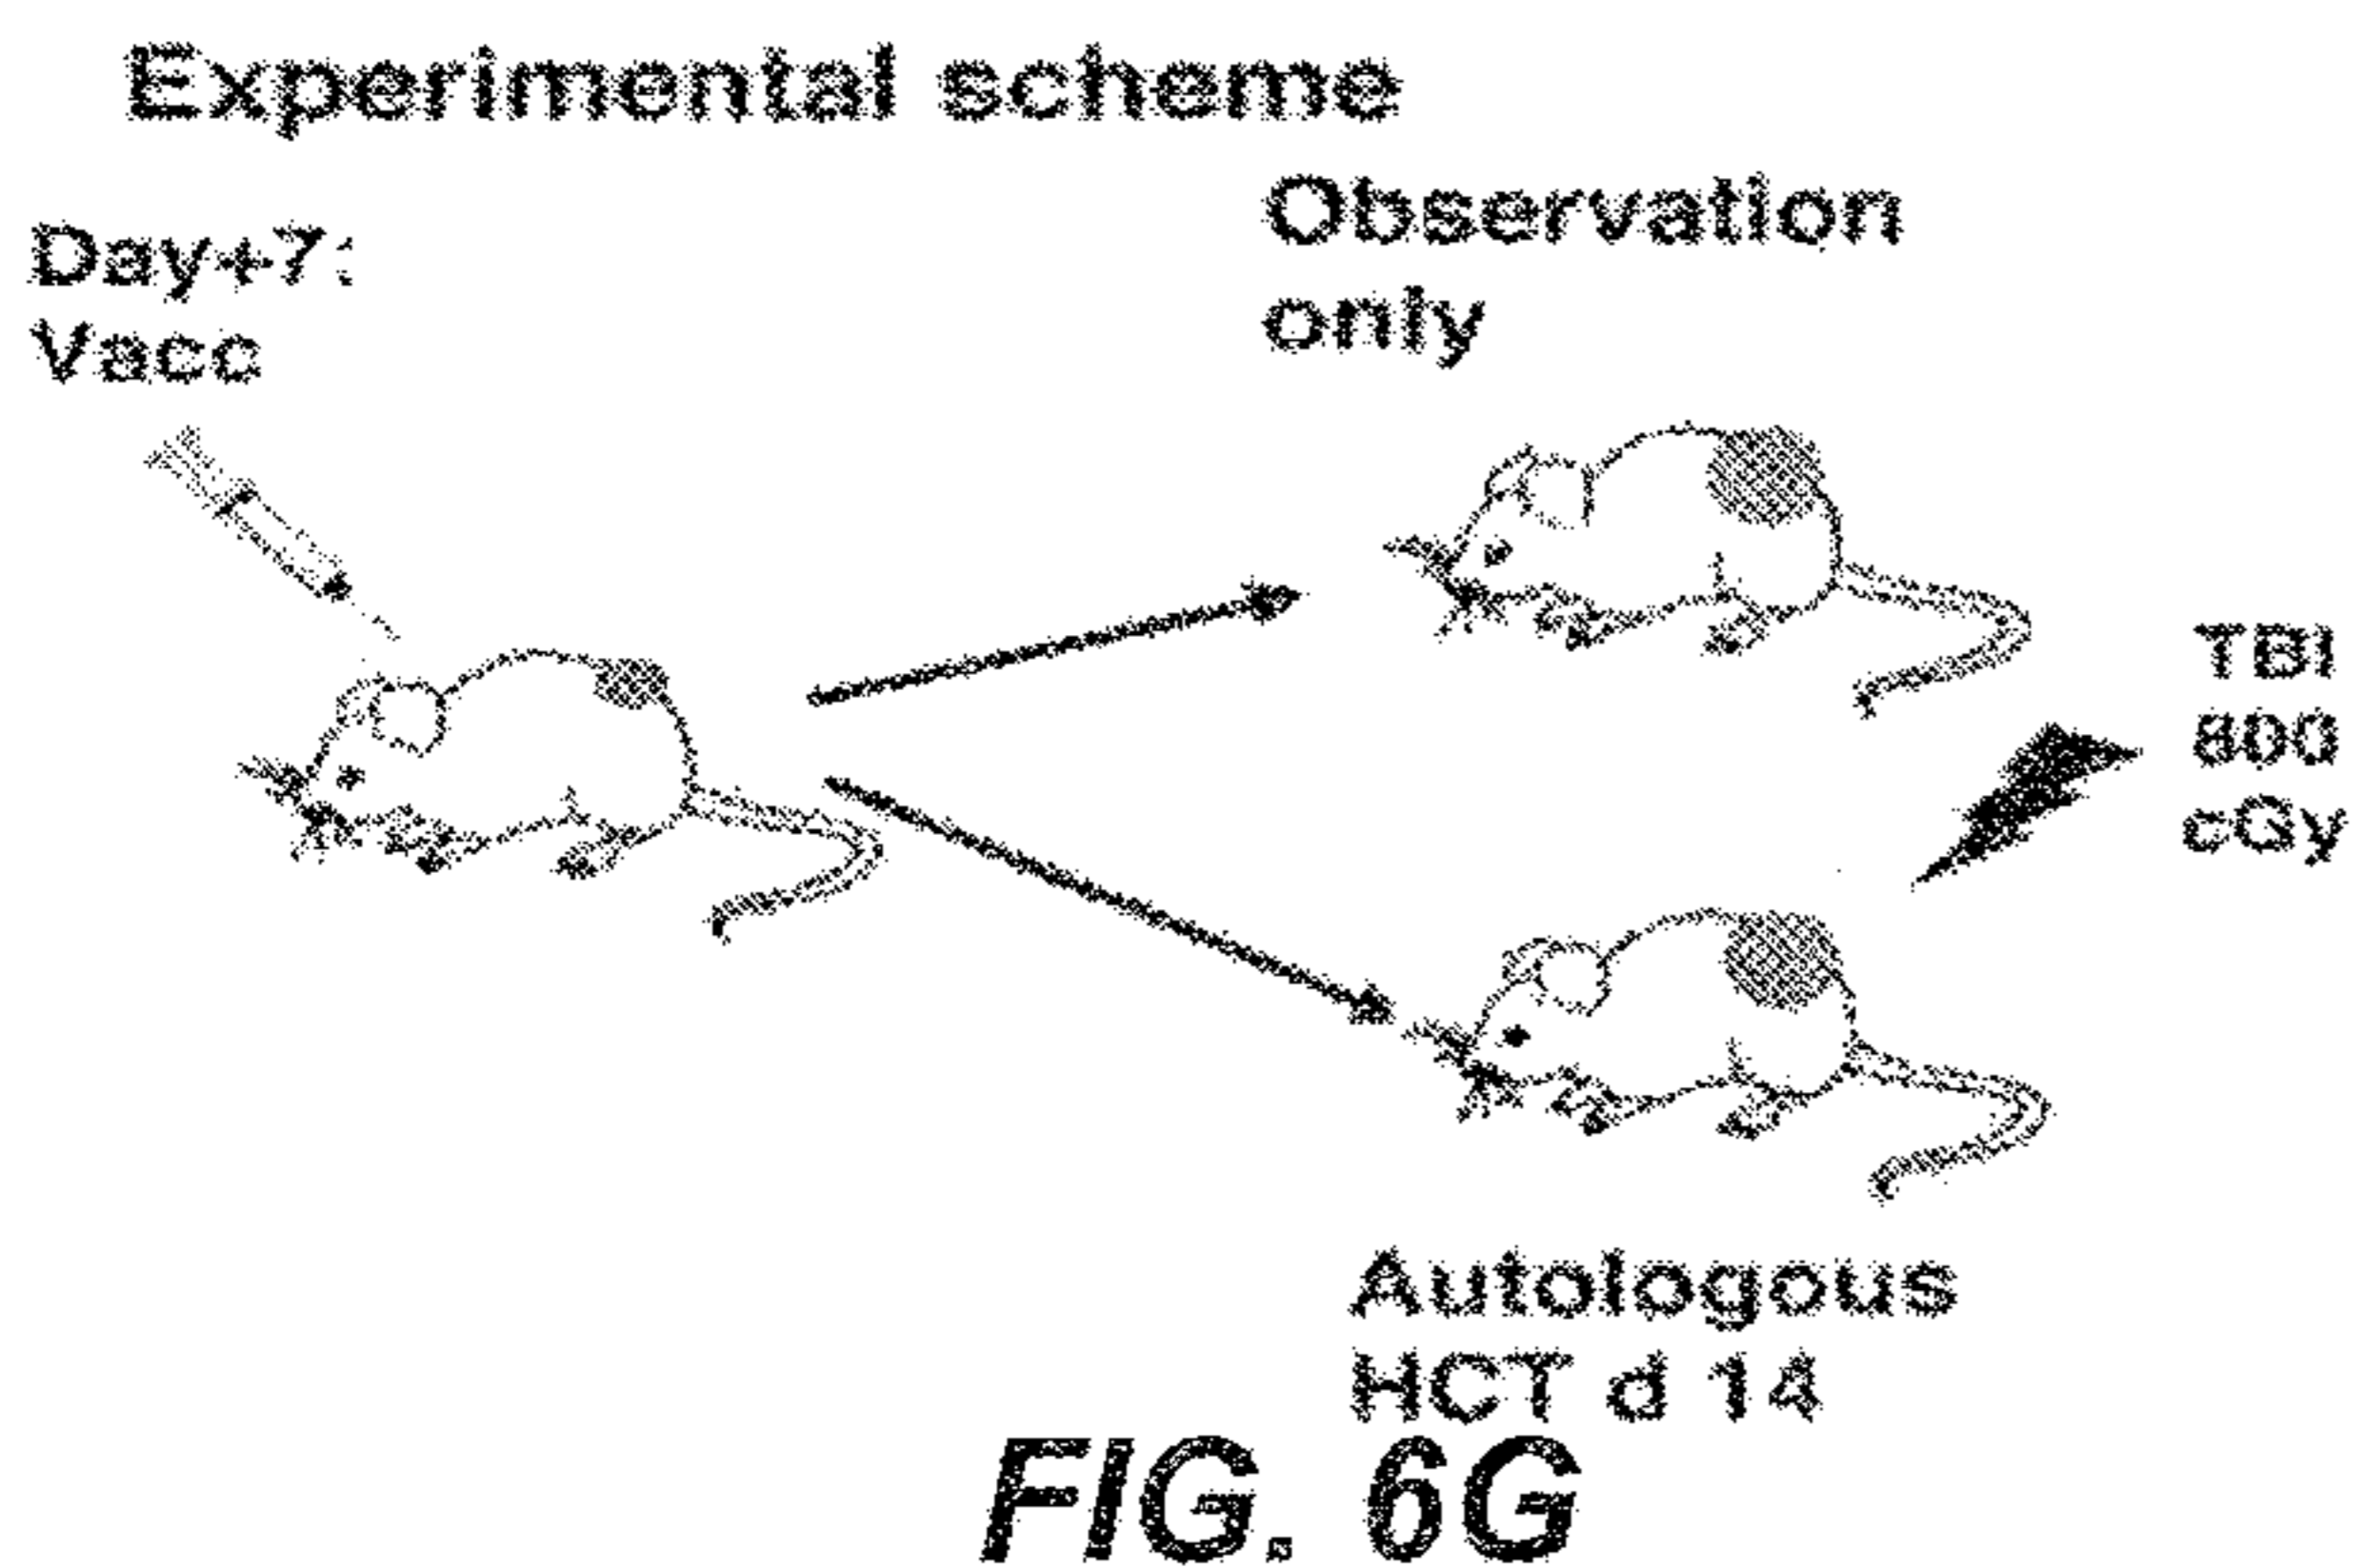 Experimental scheme
Day+7:
Vacc
Observation
only
TBI
800
cGy
Autologous
HCT d 14
FIG. 6G